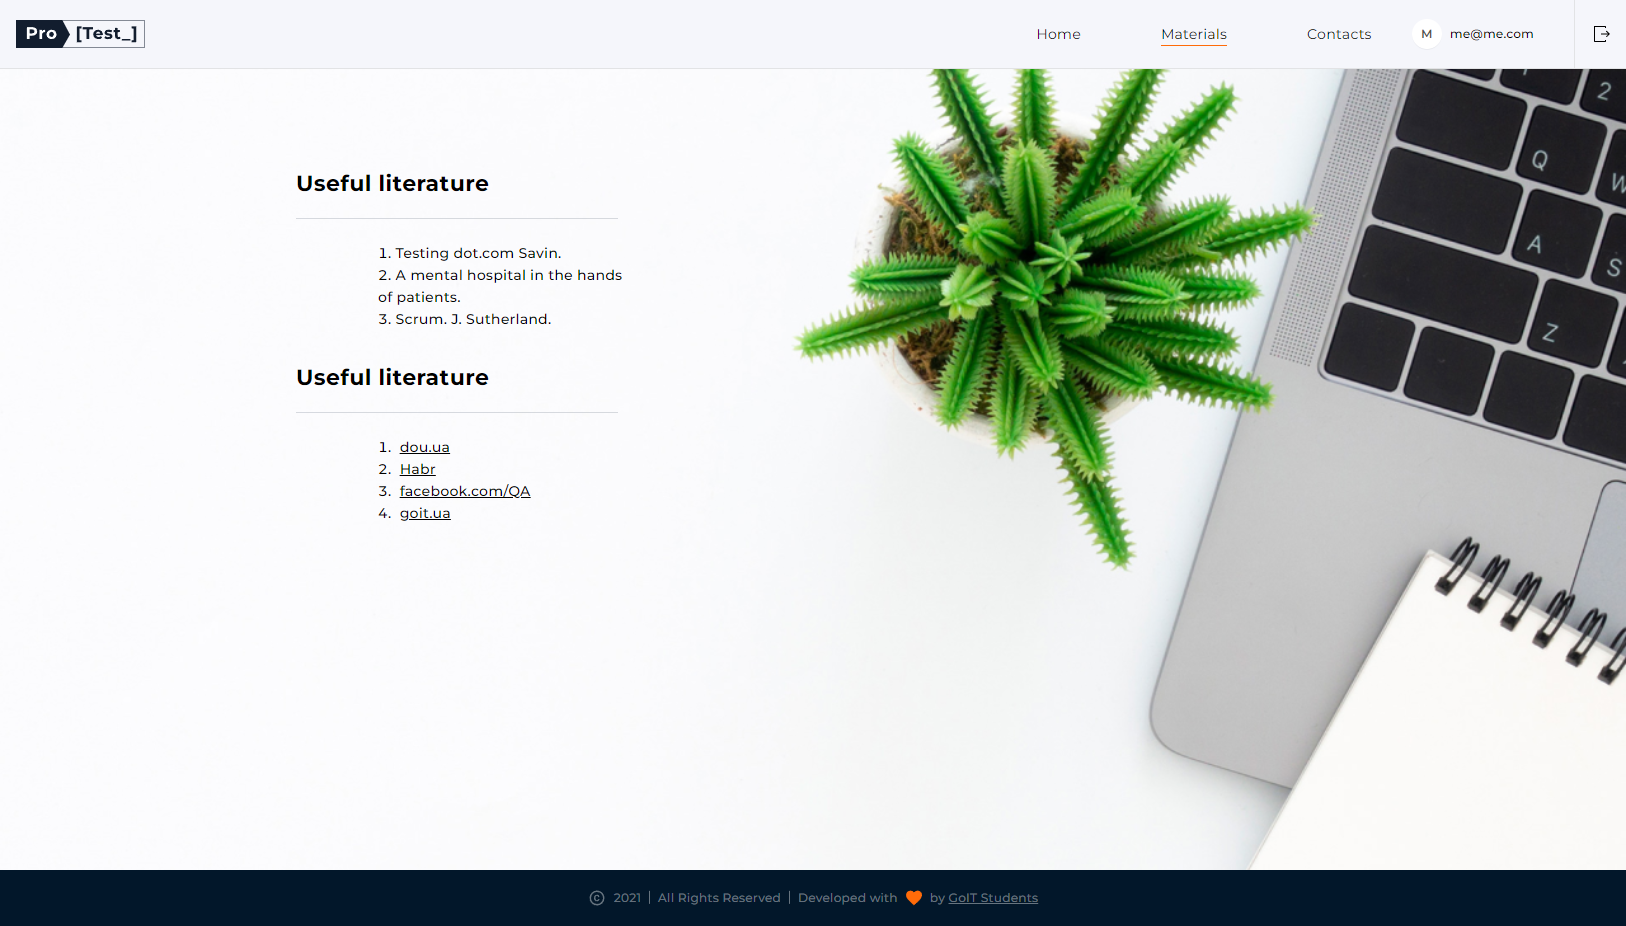 Pro [Test_]
Home Materials Contacts M me@me.com
Useful literature
1. Testing dot.com Savin.
2. A mental hospital in the hands
of patients.
3. Scrum. J. Sutherland.
Useful literature
1. dou.ua
2. Habr
3. facebook.com/QA
4. goit.ua
2
Q
W
A
S
Z
© 2021 | All Rights Reserved | Developed with 🧡 by GoIT Students